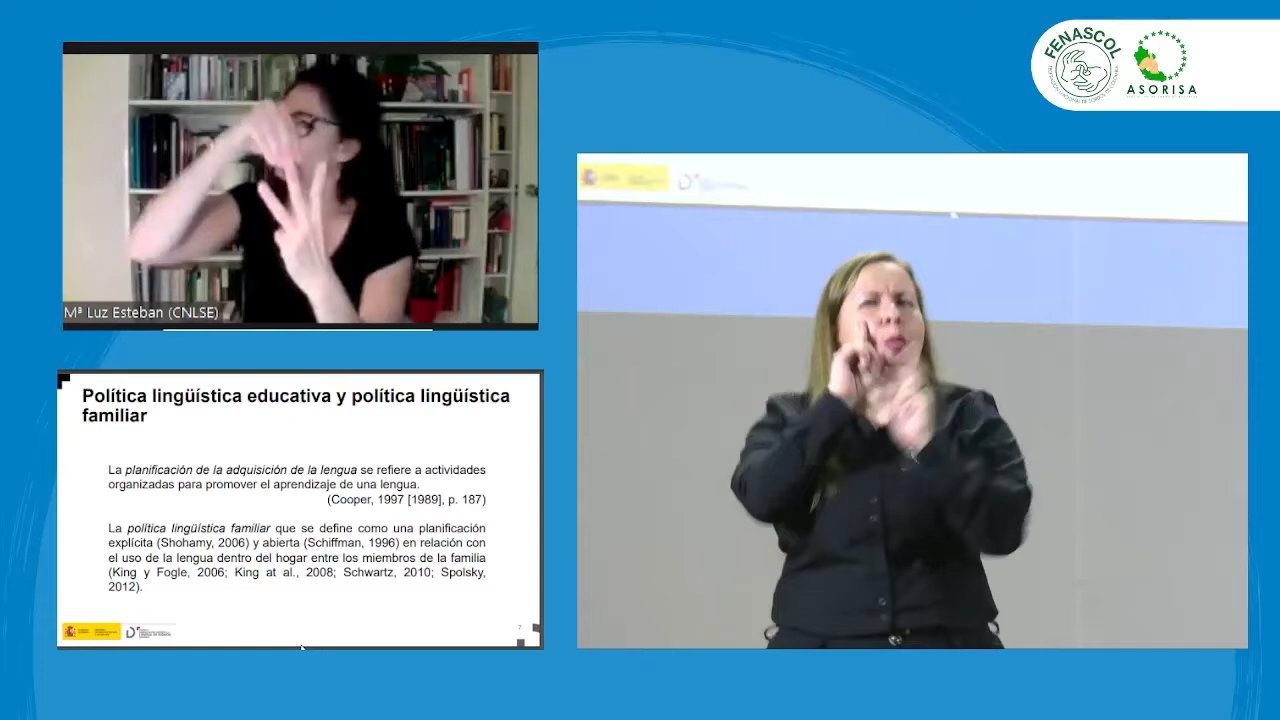 FENASCOL
ASORISA
Mª Luz Esteban (CNLSE)
Política lingüística educativa y política lingüística
familiar
La planificación de la adquisición de la lengua se refiere a actividades
organizadas para promover el aprendizaje de una lengua.
(Cooper, 1997 [1989], p. 187)
La política lingüística familiar que se define como una planificación
explícita (Shohamy, 2006) y abierta (Schiffman, 1996) en relación con
el uso de la lengua dentro del hogar entre los miembros de la familia
(King y Fogle, 2006; King at al., 2008; Schwartz, 2010; Spolsky,
2012).
7